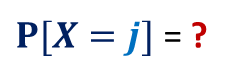 P[X = j] = ?